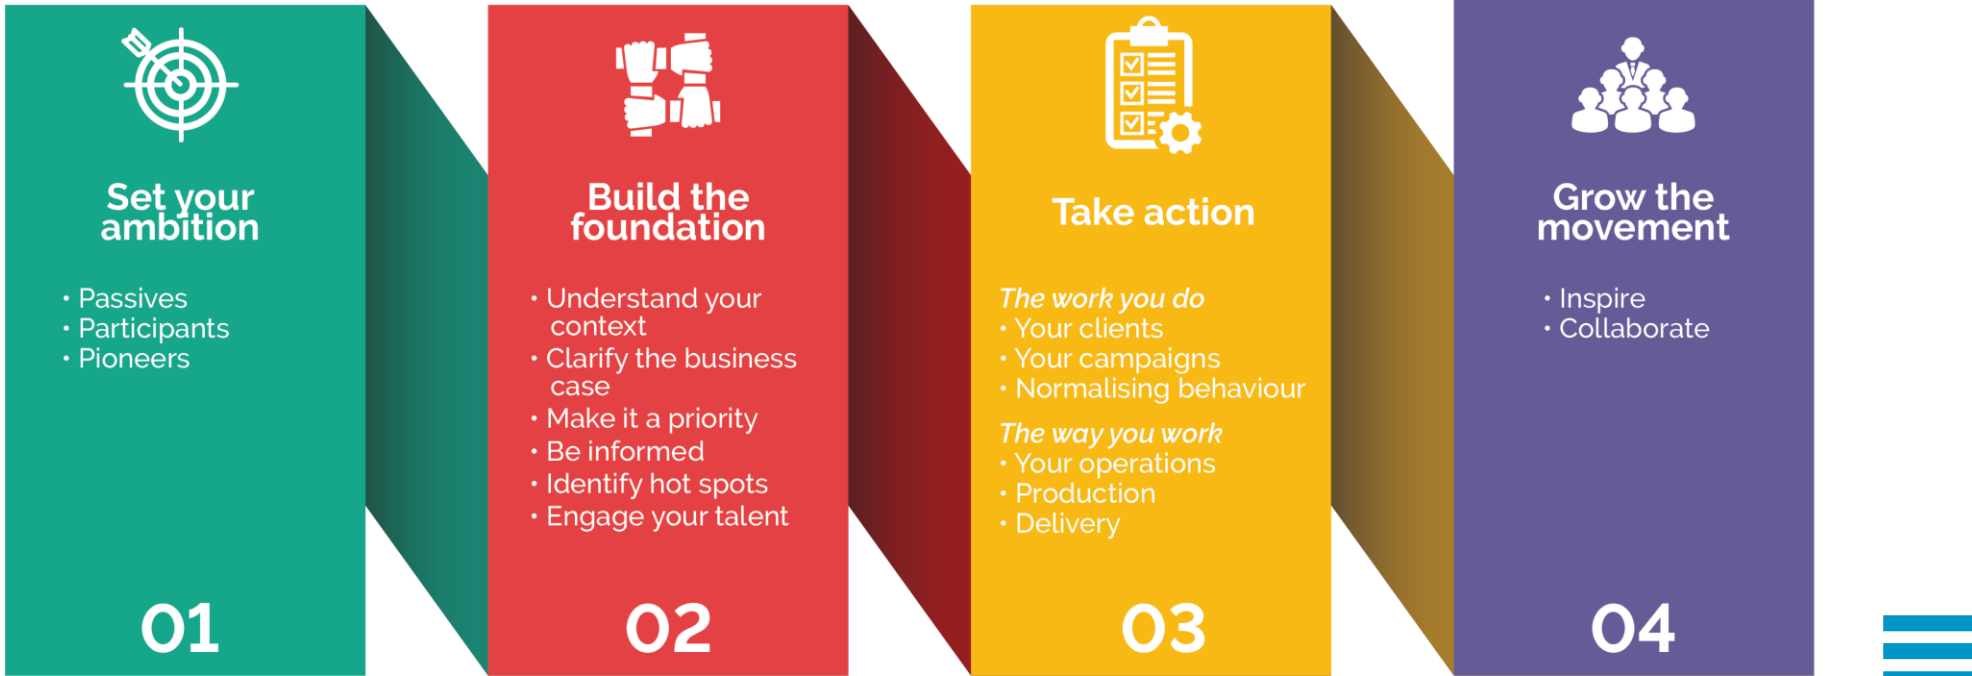 Set your
ambition
• Passives
• Participants
• Pioneers
01
Build the
foundation
• Understand your
context
• Clarify the business
case
• Make it a priority
• Be informed
• Identify hot spots
• Engage your talent
02
Take action
The work you do
• Your clients
• Your campaigns
• Normalising behaviour
The way you work
• Your operations
• Production
• Delivery
03
Grow the
movement
• Inspire
• Collaborate
04